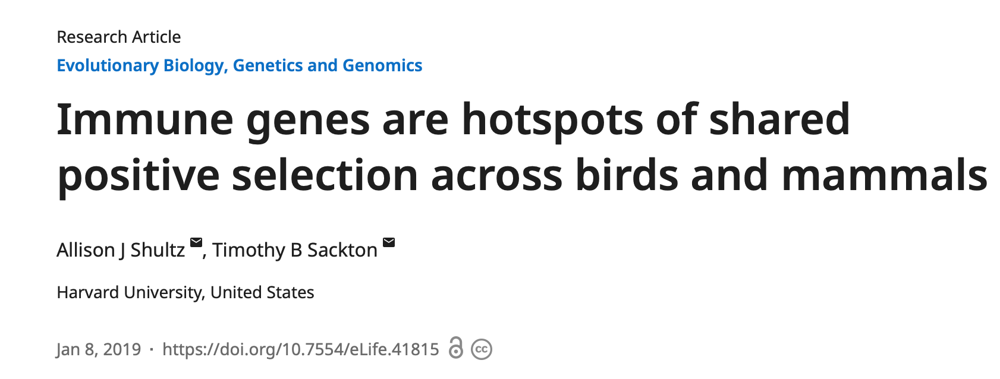 Research Article
Evolutionary Biology, Genetics and Genomics
Immune genes are hotspots of shared
positive selection across birds and mammals
Allison J Shultz, Timothy B Sackton
Harvard University, United States
Jan 8, 2019 · https://doi.org/10.7554/eLife.41815 cc